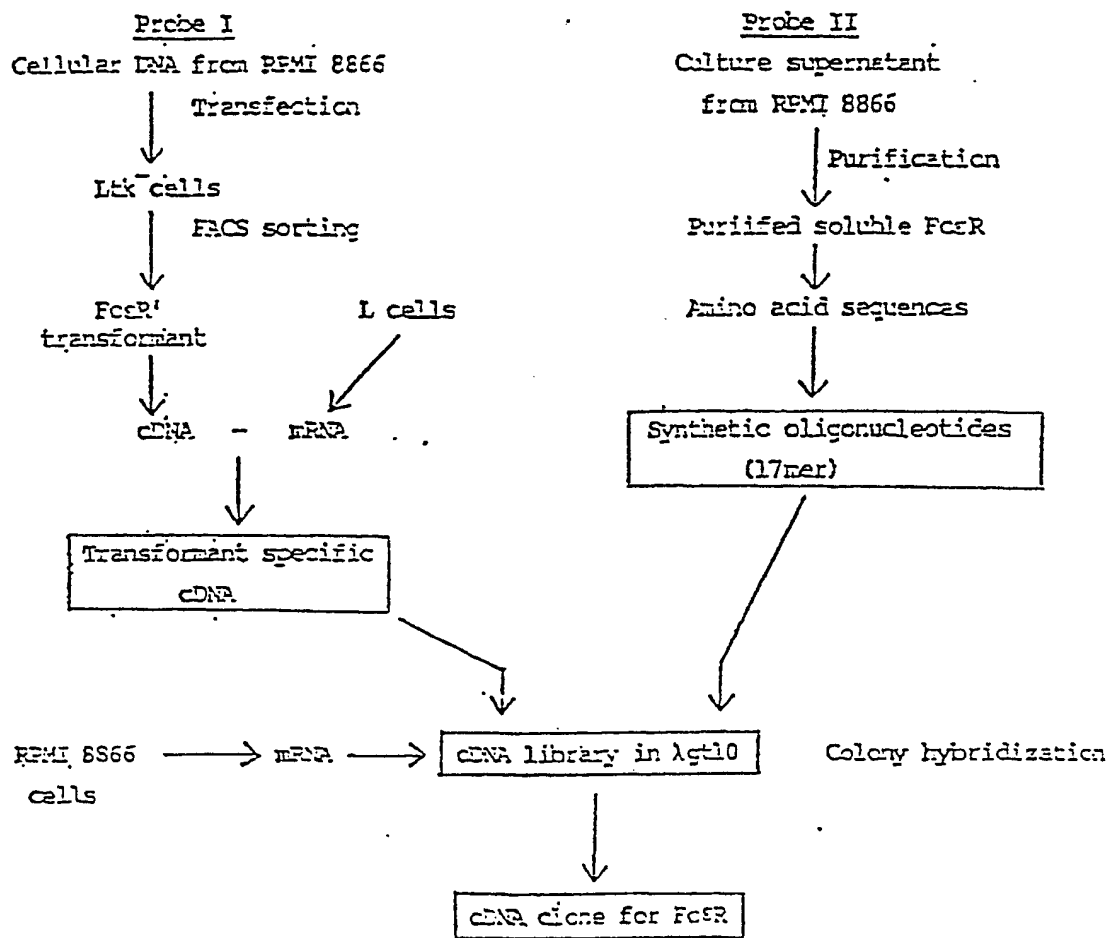 Probe I
Cellular DNA from RPMI 8866
Transfection
Ltk⁻ cells
FACS sorting
FcεR⁺
transformant
L cells
cDNA – mRNA
Transformant specific
cDNA
Probe II
Culture supernatant
from RPMI 8866
Purification
Puriifed soluble FcεR
Amino acid sequences
Synthetic oligonucleotides
(17mer)
RPMI 8866
cells
mRNA
cDNA library in λgt10
Colony hybridization
cDNA clone for FcεR